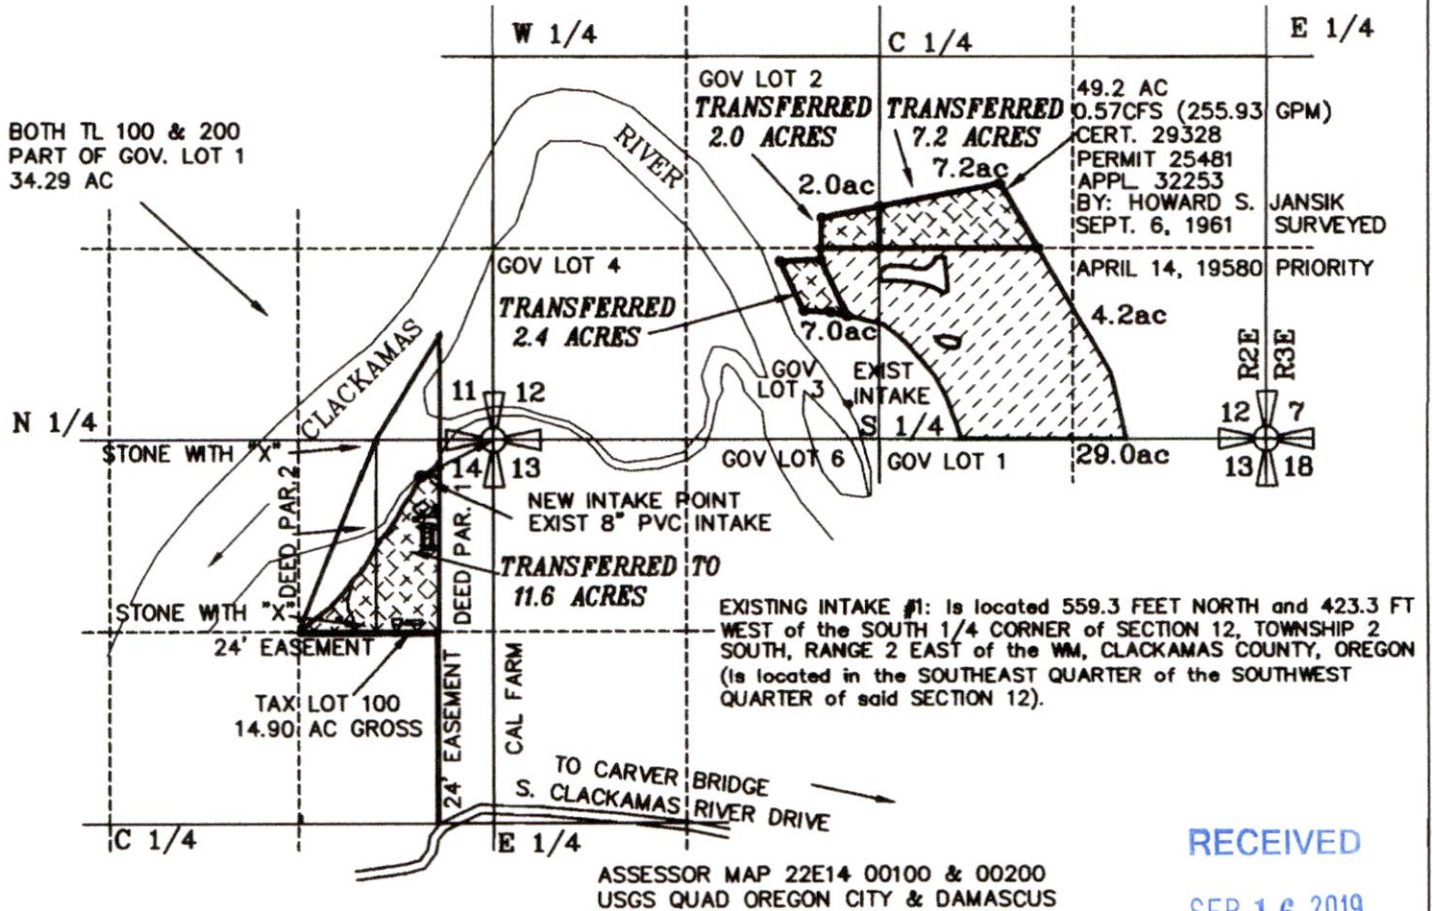 W 1/4
C 1/4
E 1/4
GOV LOT 2
TRANSFERRED
2.0 ACRES
TRANSFERRED
7.2 ACRES
49.2 AC
0.57CFS (255.93 GPM)
CERT. 29328
PERMIT 25481
APPL 32253
BY: HOWARD S. JANSIK
SEPT. 6, 1961 SURVEYED
APRIL 14, 19580 PRIORITY
BOTH TL 100 & 200
PART OF GOV. LOT 1
34.29 AC
RIVER
2.0ac
7.2ac
GOV LOT 4
TRANSFERRED
2.4 ACRES
7.0ac
4.2ac
CLACKAMAS
GOV
LOT 3
EXIST
INTAKE
R2E
R3E
11 12
14 13
12 7
13 18
N 1/4
S 1/4
STONE WITH "X"
GOV LOT 6
GOV LOT 1
29.0ac
DEED PAR.2
DEED PAR. 1
NEW INTAKE POINT
EXIST 8" PVC INTAKE
TRANSFERRED TO
11.6 ACRES
STONE WITH "X"
24' EASEMENT
TAX LOT 100
14.90 AC GROSS
24' EASEMENT
CAL FARM
EXISTING INTAKE #1: Is located 559.3 FEET NORTH and 423.3 FT
WEST of the SOUTH 1/4 CORNER of SECTION 12, TOWNSHIP 2
SOUTH, RANGE 2 EAST of the WM, CLACKAMAS COUNTY, OREGON
(Is located in the SOUTHEAST QUARTER of the SOUTHWEST
QUARTER of said SECTION 12).
TO CARVER BRIDGE
S. CLACKAMAS RIVER DRIVE
C 1/4
E 1/4
ASSESSOR MAP 22E14 00100 & 00200
USGS QUAD OREGON CITY & DAMASCUS
RECEIVED
SEP 16 2019